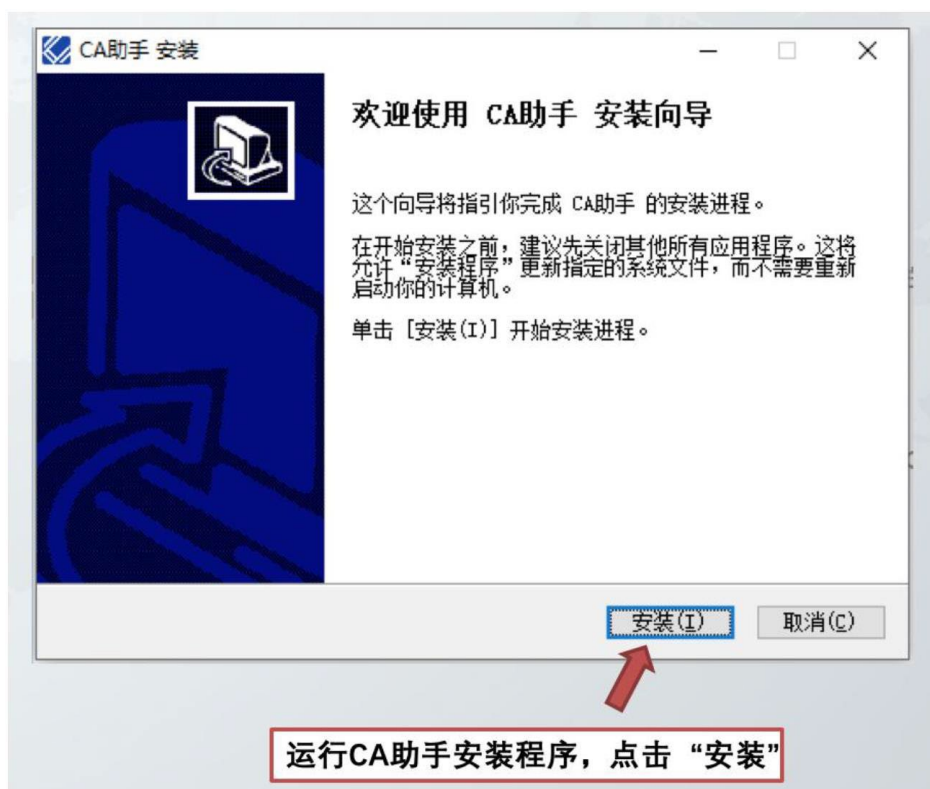 CA助手 安装
欢迎使用 CA助手 安装向导
这个向导将指引你完成 CA助手 的安装进程。
在开始安装之前，建议先关闭其他所有应用程序。这将
允许“安装程序”更新指定的系统文件，而不需要重新
启动你的计算机。
单击 [安装(I)] 开始安装进程。
安装(I) 取消(C)
运行CA助手安装程序，点击“安装”